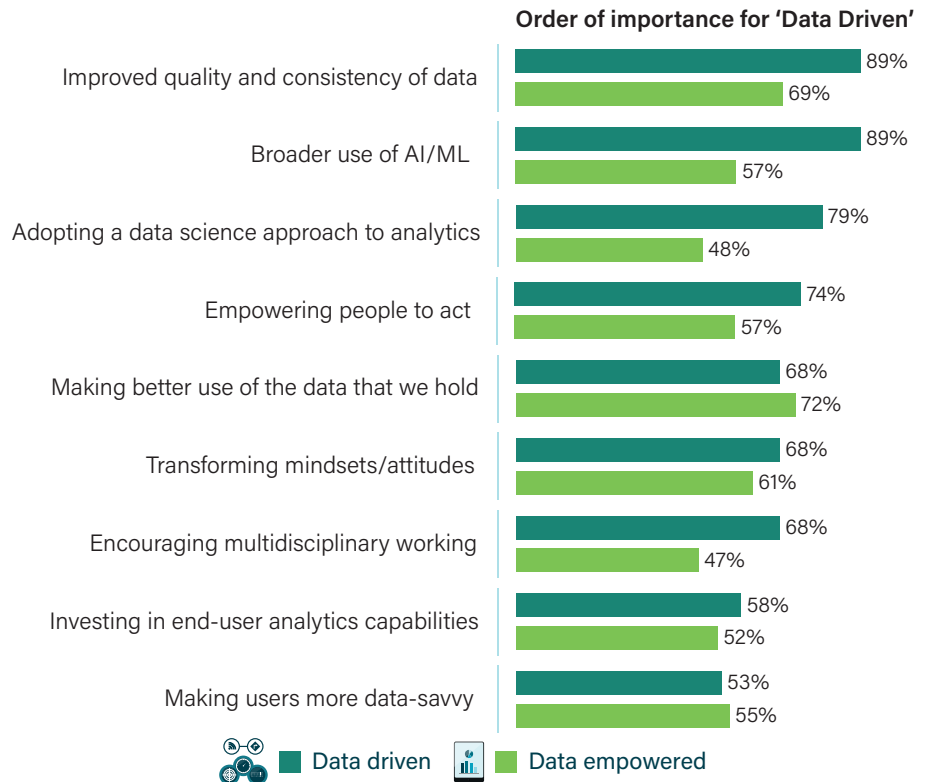 Order of importance for ‘Data Driven’
Improved quality and consistency of data
89%
69%
Broader use of AI/ML
89%
57%
Adopting a data science approach to analytics
79%
48%
Empowering people to act
74%
57%
Making better use of the data that we hold
68%
72%
Transforming mindsets/attitudes
68%
61%
Encouraging multidisciplinary working
68%
47%
Investing in end-user analytics capabilities
58%
52%
Making users more data-savvy
53%
55%
Data driven
Data empowered